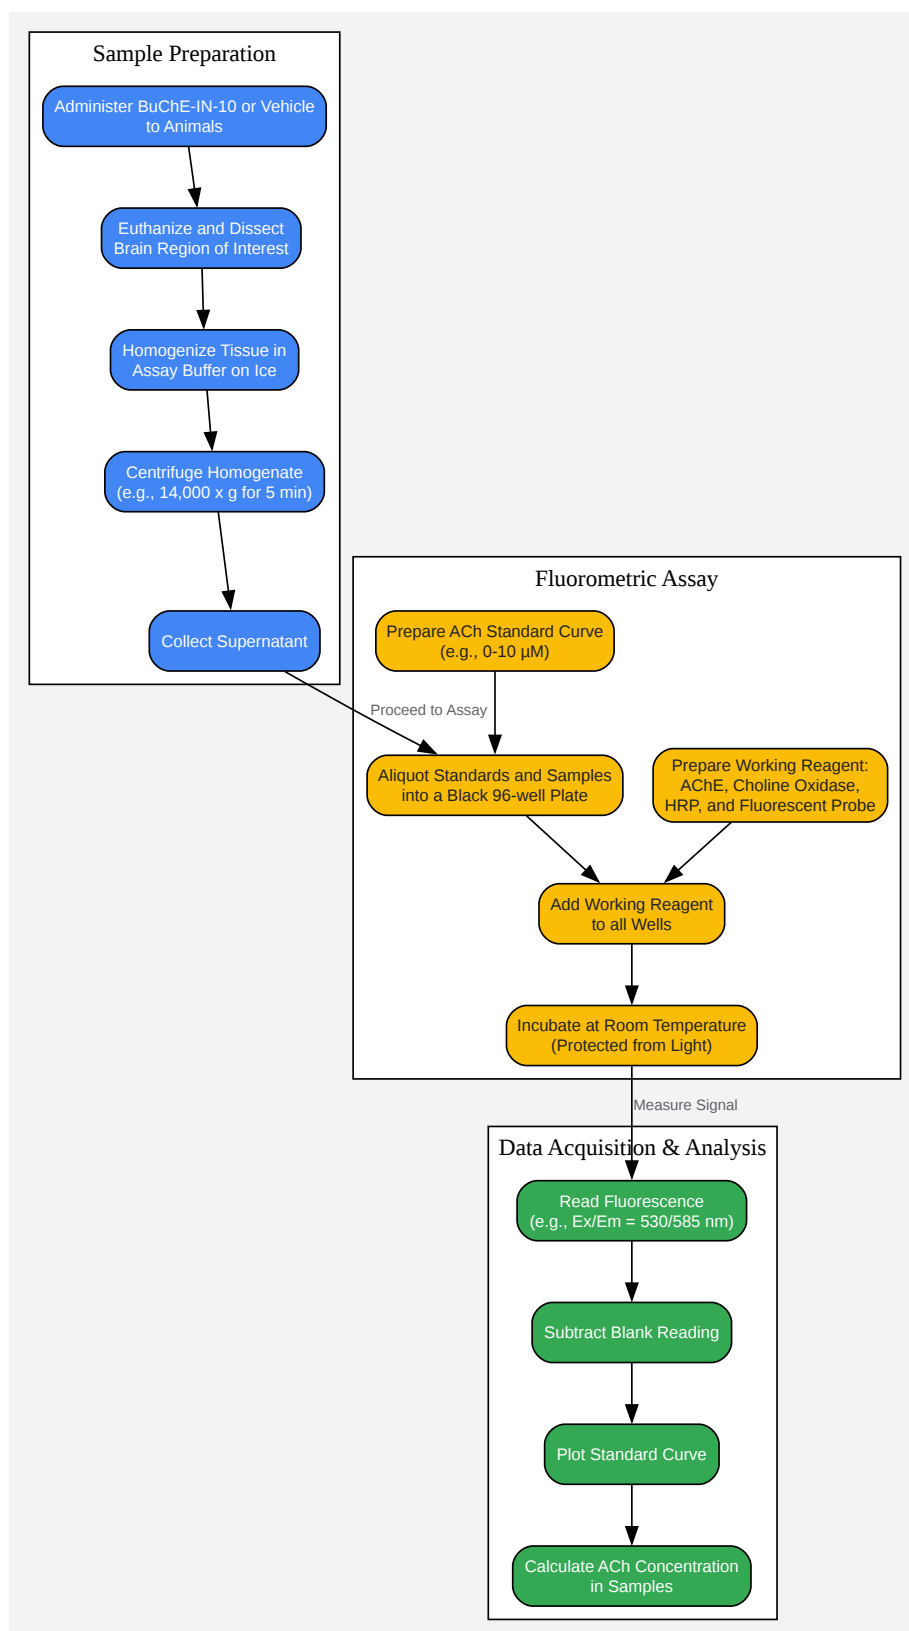 Sample Preparation
Administer BuChE-IN-10 or Vehicle
to Animals
Euthanize and Dissect
Brain Region of Interest
Homogenize Tissue in
Assay Buffer on Ice
Centrifuge Homogenate
(e.g., 14,000 x g for 5 min)
Collect Supernatant
Fluorometric Assay
Prepare ACh Standard Curve
(e.g., 0-10 µM)
Proceed to Assay
Aliquot Standards and Samples
into a Black 96-well Plate
Prepare Working Reagent:
AChE, Choline Oxidase,
HRP, and Fluorescent Probe
Add Working Reagent
to all Wells
Incubate at Room Temperature
(Protected from Light)
Measure Signal
Data Acquisition & Analysis
Read Fluorescence
(e.g., Ex/Em = 530/585 nm)
Subtract Blank Reading
Plot Standard Curve
Calculate ACh Concentration
in Samples